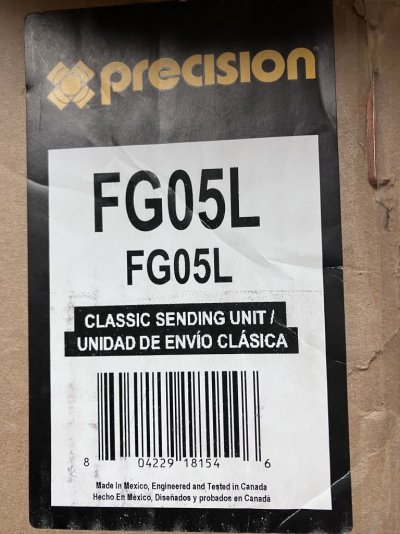 precision
FG05L
FG05L
CLASSIC SENDING UNIT /
UNIDAD DE ENVÍO CLÁSICA
8 04229 18154 6
Made In Mexico, Engineered and Tested in Canada
Hecho En México, Diseñados y probados en Canadá